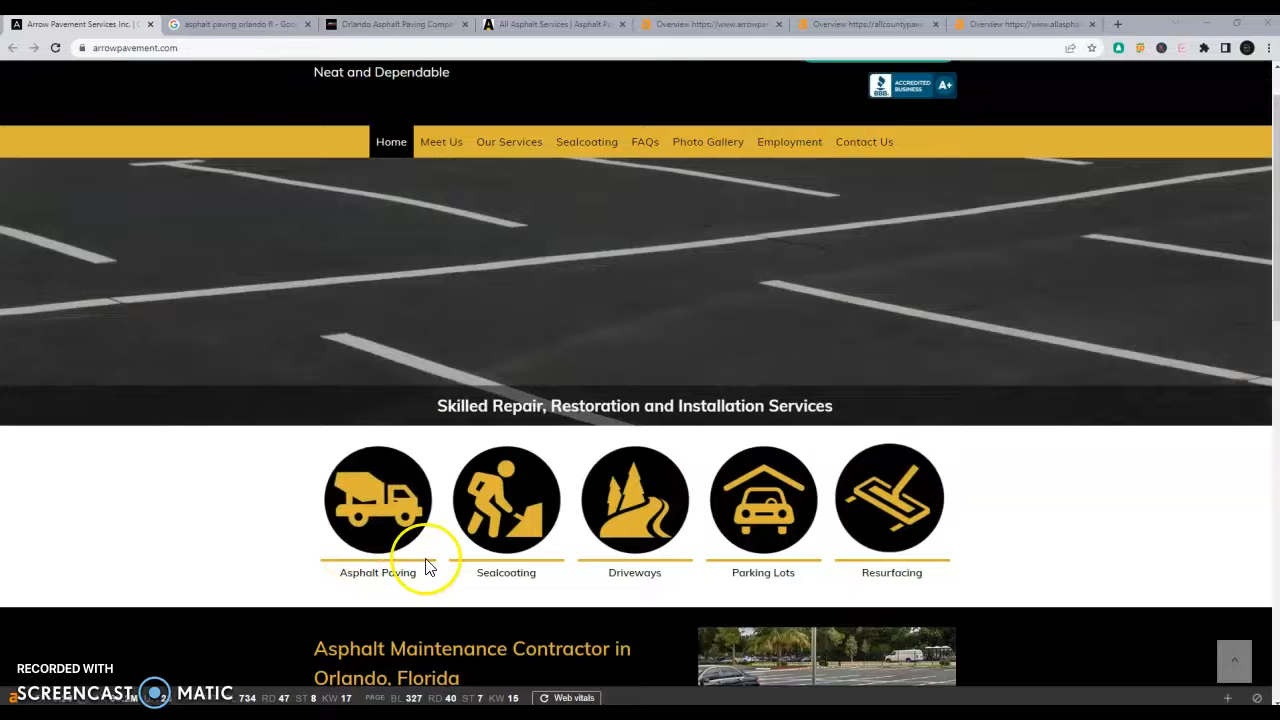 Arrow Pavement Services Inc. | C
asphalt paving orlando fl - Goo
Orlando Asphalt Paving Compa
All Asphalt Services | Asphalt Pa
Overview https://www.arrowpa
Overview https://allcountypav
Overview https://www.allaspha
arrowpavement.com
Neat and Dependable
BBB
ACCREDITED
BUSINESS
A+
Home Meet Us Our Services Sealcoating FAQs Photo Gallery Employment Contact Us
Skilled Repair, Restoration and Installation Services
Asphalt Paving Sealcoating Driveways Parking Lots Resurfacing
Asphalt Maintenance Contractor in
Orlando, Florida
RECORDED WITH
SCREENCAST MATIC
734 RD 47 ST 8 KW 17 PAGE BL 327 RD 40 ST 7 KW 15 Web vitals